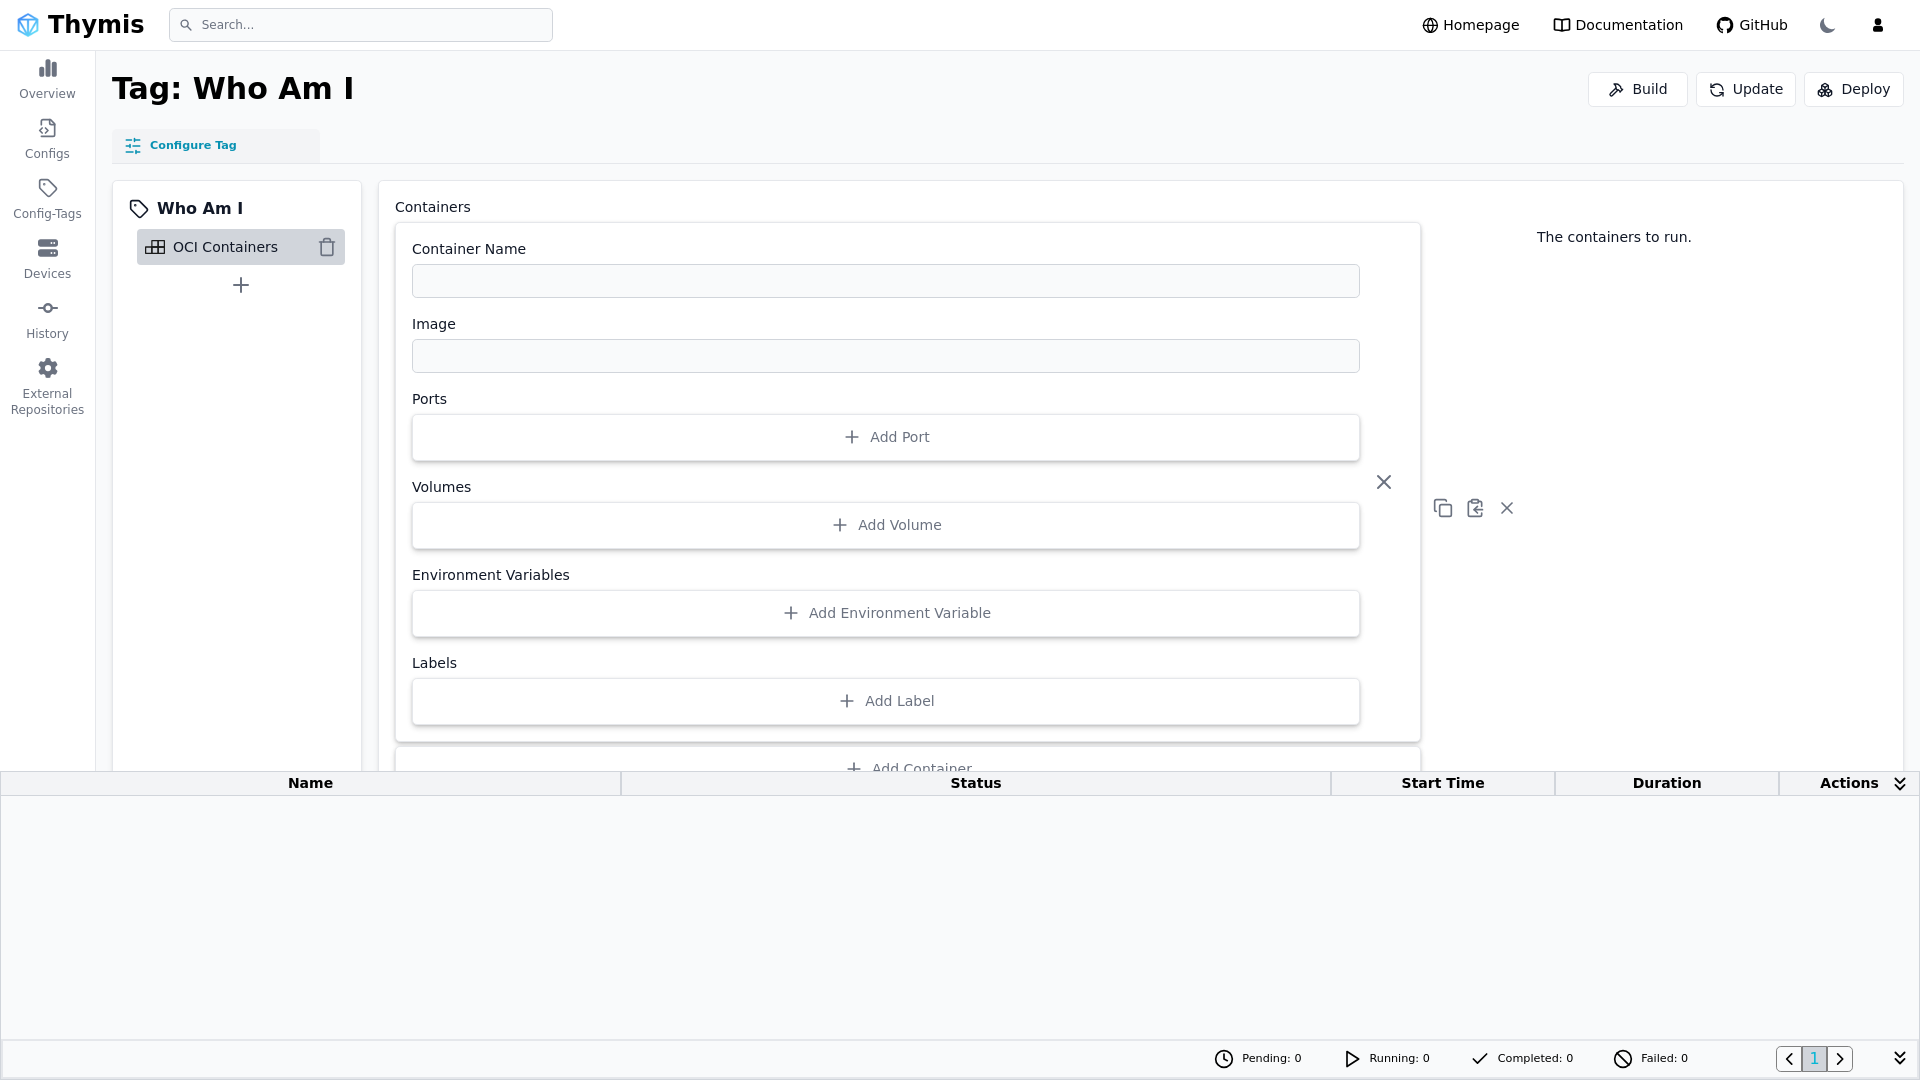 Thymis
Search...
Homepage
Documentation
GitHub
Overview
Configs
Config-Tags
Devices
History
External
Repositories
Tag: Who Am I
Build
Update
Deploy
Configure Tag
Who Am I
OCI Containers
Containers
The containers to run.
Container Name
Image
Ports
Add Port
Volumes
Add Volume
Environment Variables
Add Environment Variable
Labels
Add Label
Add Container
Name
Status
Start Time
Duration
Actions
Pending: 0
Running: 0
Completed: 0
Failed: 0
1